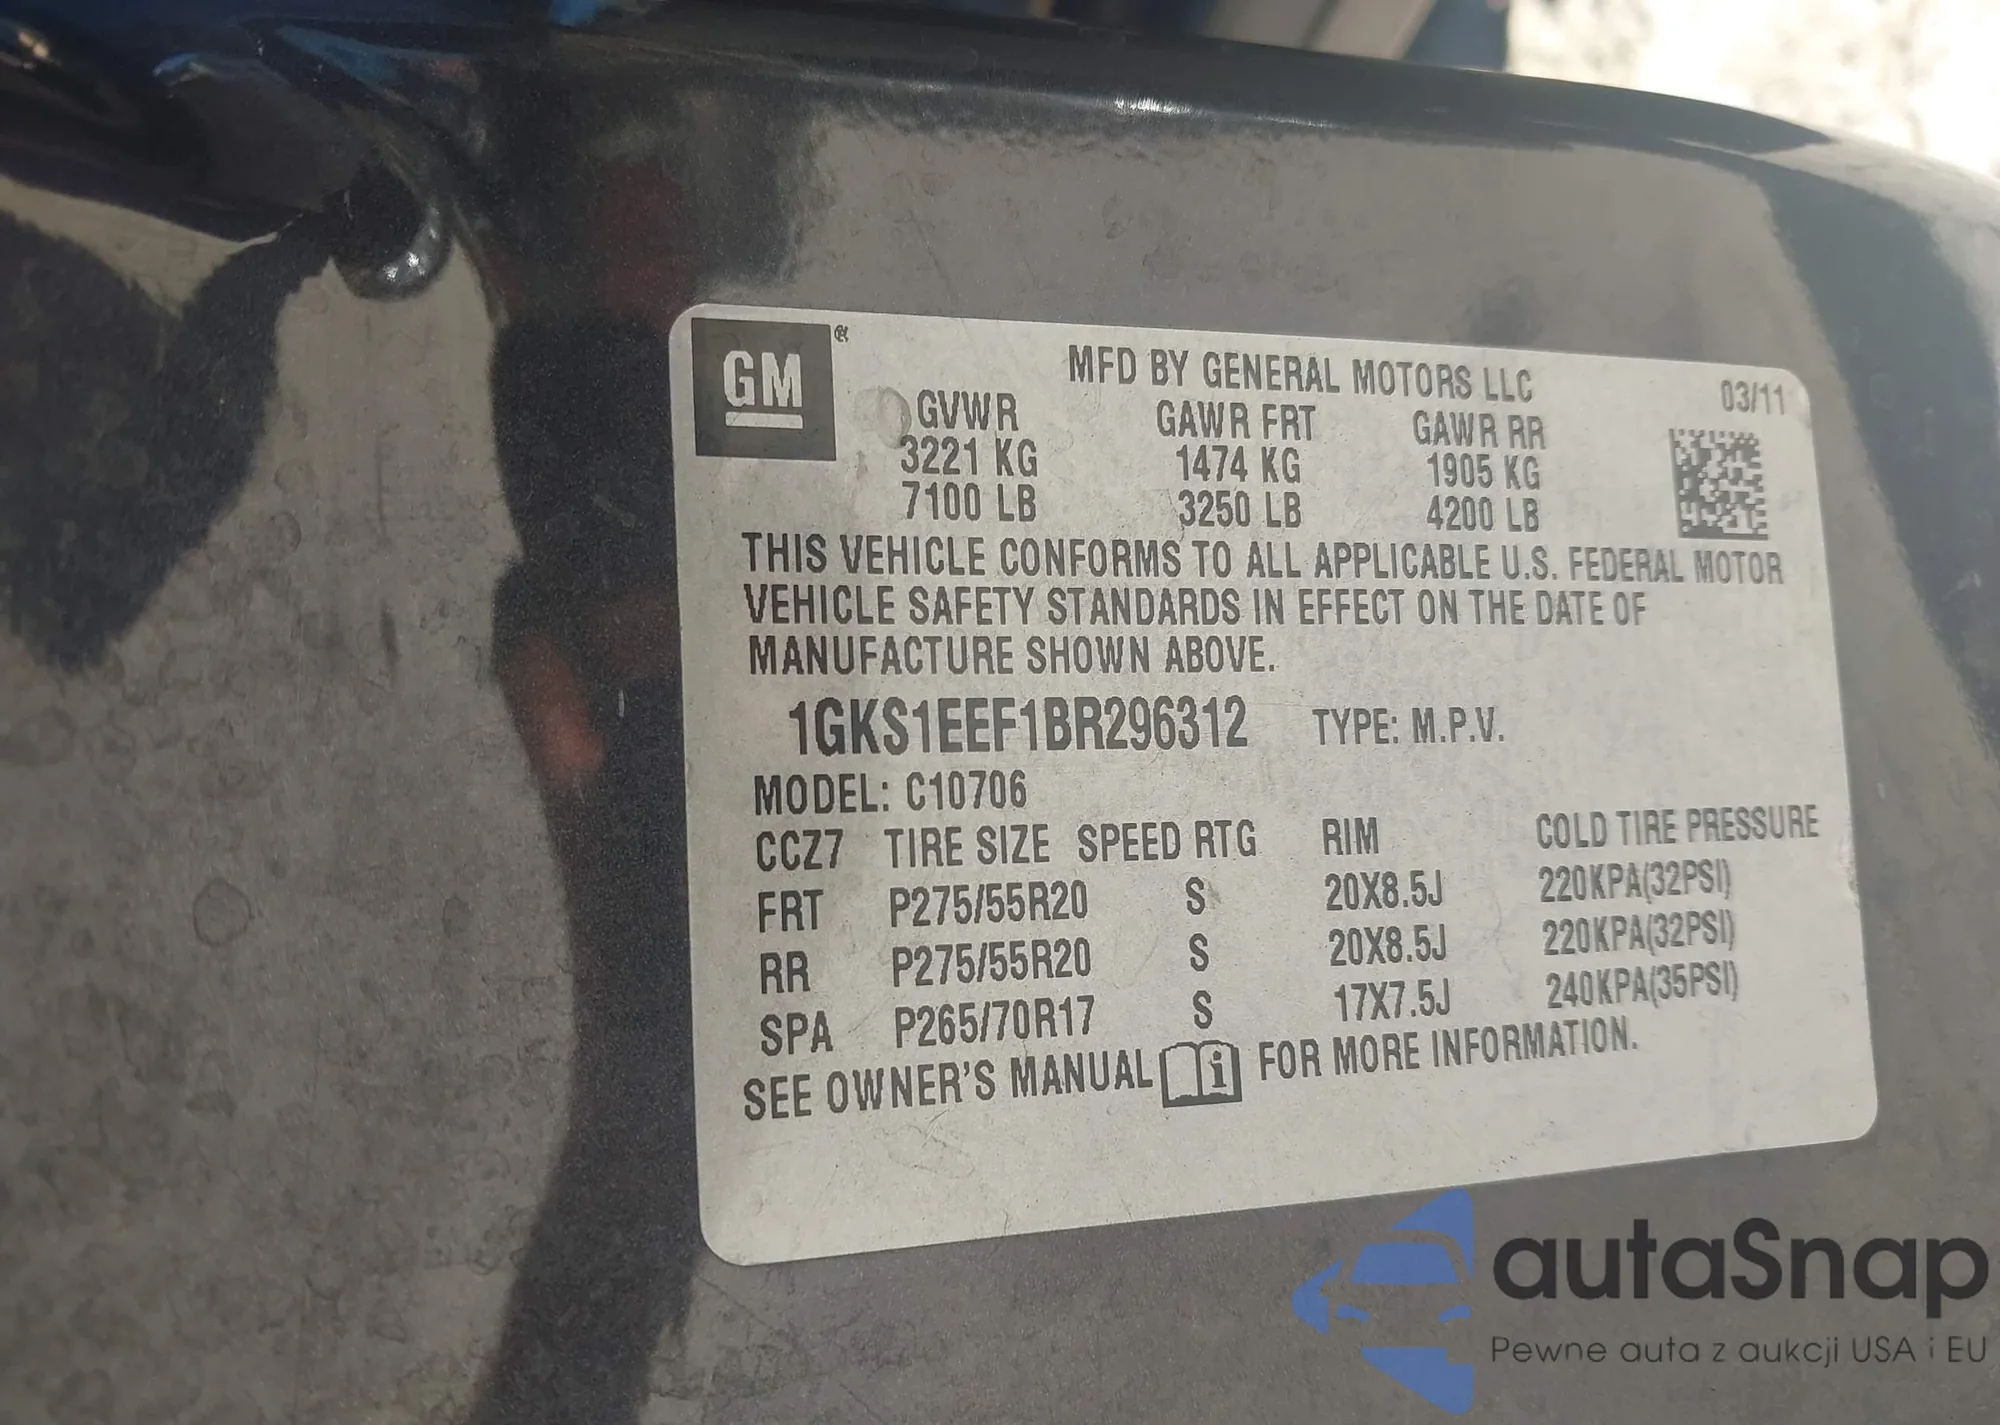 GM
MFD BY GENERAL MOTORS LLC
03/11
GVWR GAWR FRT GAWR RR
3221 KG 1474 KG 1905 KG
7100 LB 3250 LB 4200 LB
THIS VEHICLE CONFORMS TO ALL APPLICABLE U.S. FEDERAL MOTOR
VEHICLE SAFETY STANDARDS IN EFFECT ON THE DATE OF
MANUFACTURE SHOWN ABOVE.
1GKS1EEF1BR296312 TYPE: M.P.V.
MODEL: C10706
CCZ7 TIRE SIZE SPEED RTG RIM COLD TIRE PRESSURE
FRT P275/55R20 S 20X8.5J 220KPA(32PSI)
RR P275/55R20 S 20X8.5J 220KPA(32PSI)
SPA P265/70R17 S 17X7.5J 240KPA(35PSI)
SEE OWNER'S MANUAL i FOR MORE INFORMATION.
autaSnap
Pewne auta z aukcji USA i EU